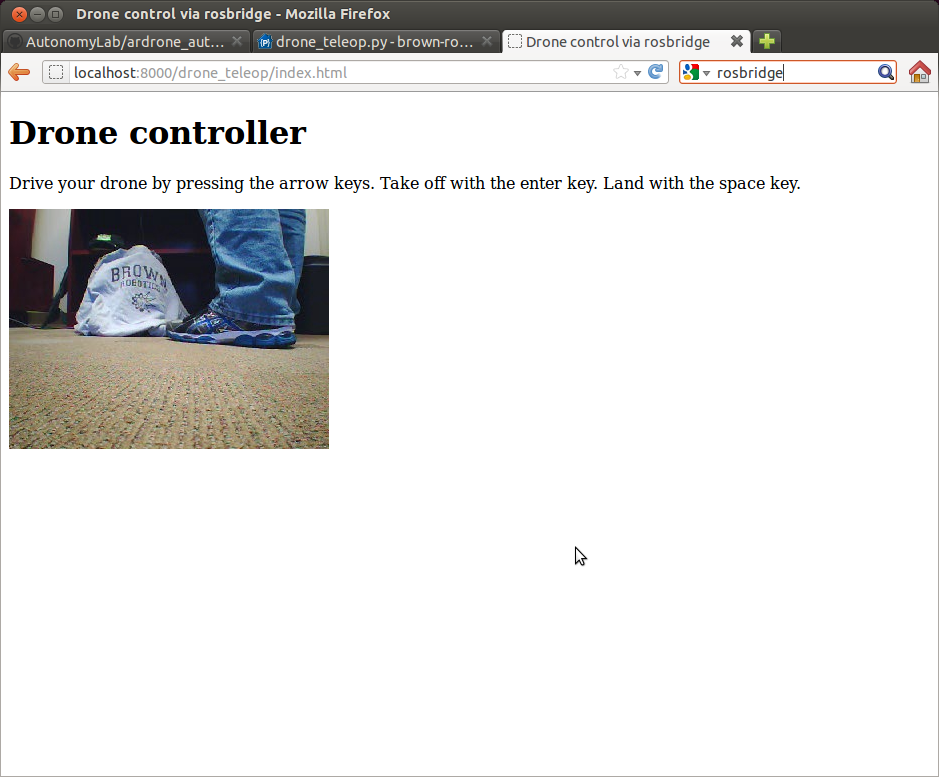 Drone control via rosbridge - Mozilla Firefox
AutonomyLab/ardrone_aut...
drone_teleop.py - brown-ro...
Drone control via rosbridge
localhost:8000/drone_teleop/index.html
rosbridge
Drone controller
Drive your drone by pressing the arrow keys. Take off with the enter key. Land with the space key.
BROWN
ROBOTICS